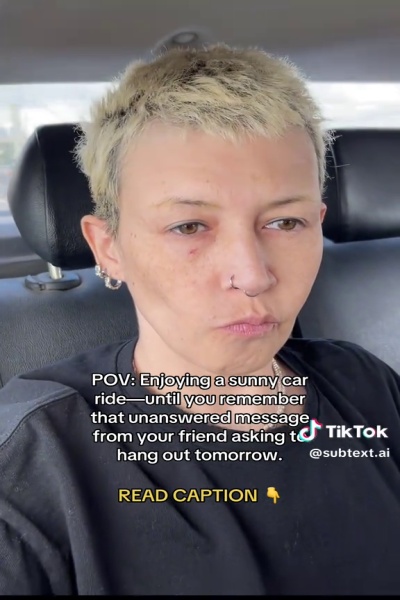 POV: Enjoying a sunny car
ride—until you remember
that unanswered message
from your friend asking to
hang out tomorrow.
TikTok
@subtext.ai
READ CAPTION 👇